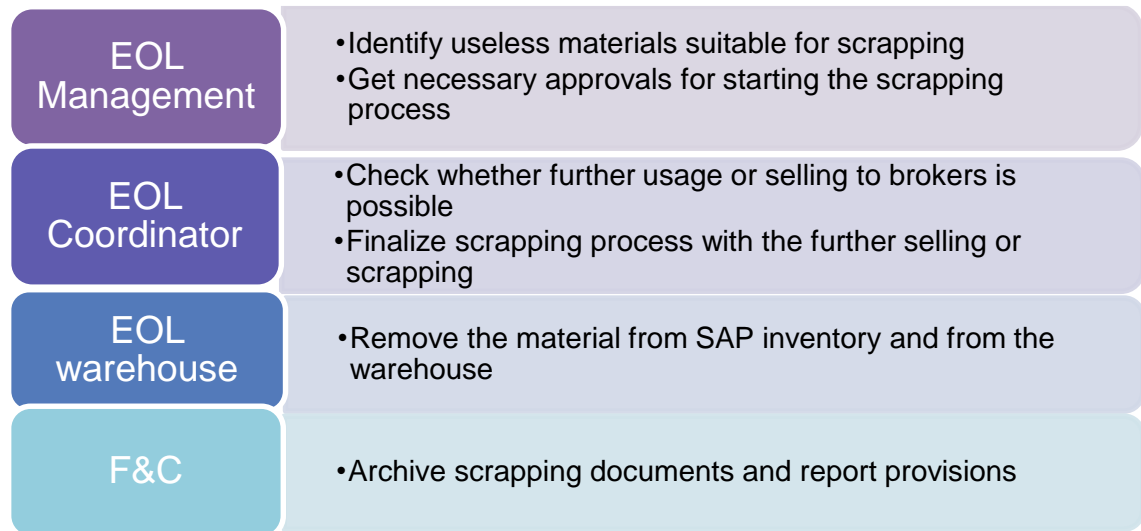 EOL
Management
•Identify useless materials suitable for scrapping
•Get necessary approvals for starting the scrapping
process
EOL
Coordinator
•Check whether further usage or selling to brokers is
possible
•Finalize scrapping process with the further selling or
scrapping
EOL
warehouse
•Remove the material from SAP inventory and from the
warehouse
F&C
•Archive scrapping documents and report provisions